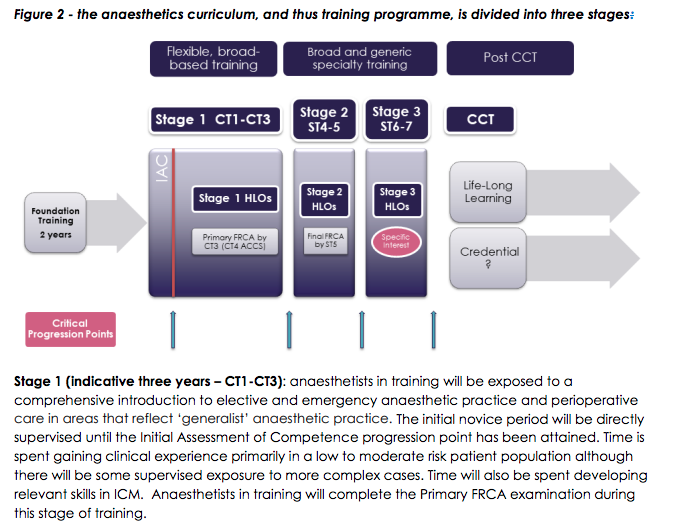 Figure 2 - the anaesthetics curriculum, and thus training programme, is divided into three stages:
Flexible, broad-
based training
Broad and generic
specialty training
Post CCT
Stage 1 CT1-CT3
Stage 2
ST4-5
Stage 3
ST6-7
CCT
IAC
Foundation
Training
2 years
Stage 1 HLOs
Primary FRCA by
CT3 (CT4 ACCS)
Stage 2
HLOs
Final FRCA
by ST5
Stage 3
HLOs
Specific
Interest
Life-Long
Learning
Credential
?
Critical
Progression Points
Stage 1 (indicative three years – CT1-CT3): anaesthetists in training will be exposed to a
comprehensive introduction to elective and emergency anaesthetic practice and perioperative
care in areas that reflect ‘generalist’ anaesthetic practice. The initial novice period will be directly
supervised until the Initial Assessment of Competence progression point has been attained. Time is
spent gaining clinical experience primarily in a low to moderate risk patient population although
there will be some supervised exposure to more complex cases. Time will also be spent developing
relevant skills in ICM. Anaesthetists in training will complete the Primary FRCA examination during
this stage of training.